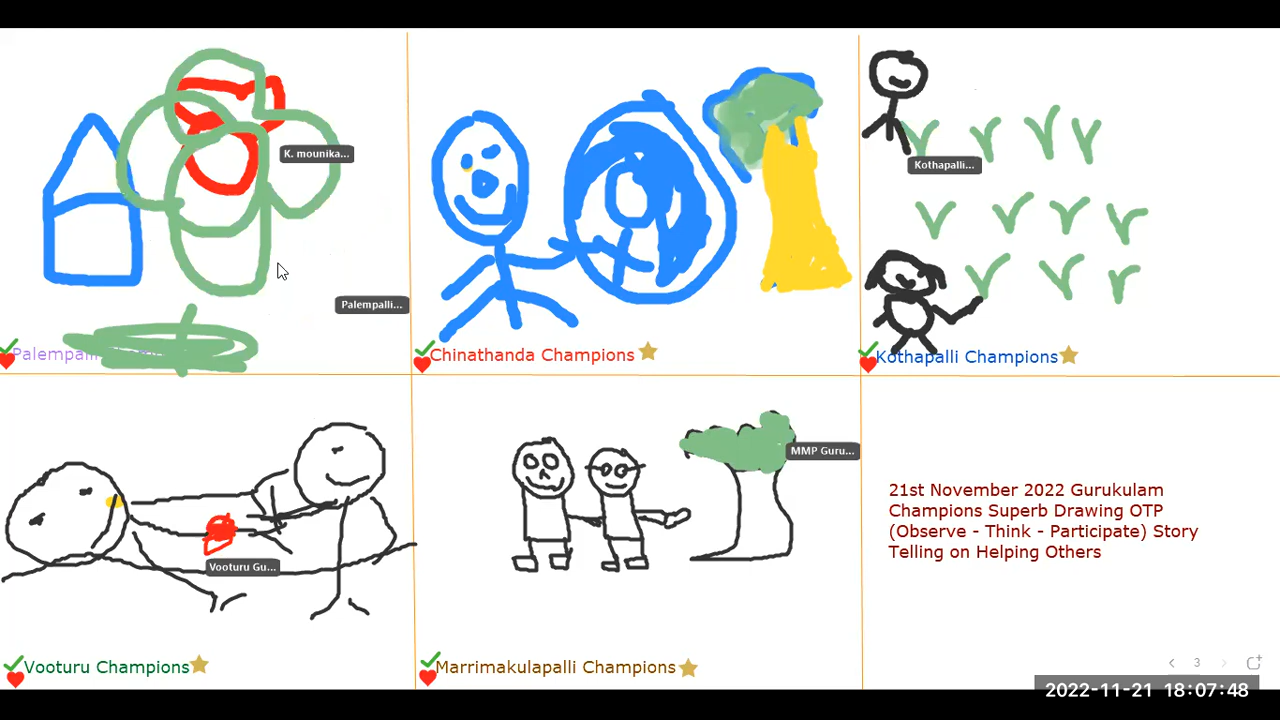 K. mounika...
Palempalli...
Kothapalli...
Palempalli
Chinathanda Champions
Kothapalli Champions
MMP Guru...
21st November 2022 Gurukulam
Champions Superb Drawing OTP
(Observe - Think - Participate) Story
Telling on Helping Others
Vooturu Gu...
Vooturu Champions
Marrimakulapalli Champions
3
2022-11-21 18:07:48